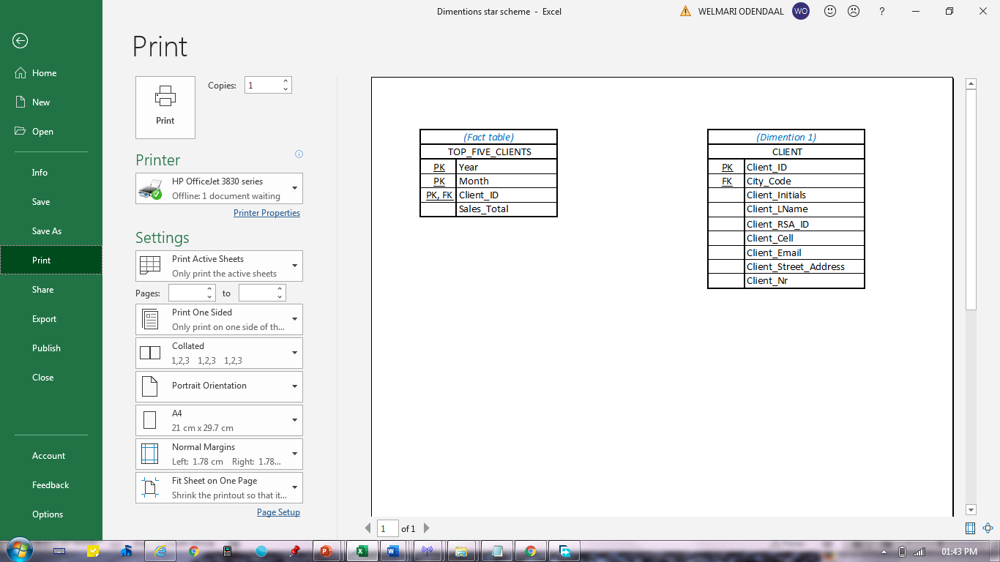 Dimentions star scheme - Excel
WELMARI ODENDAAL
WO
?
Home
New
Open
Info
Save
Save As
Print
Share
Export
Publish
Close
Account
Feedback
Options
Print
Print
Copies: 1
Printer
HP OfficeJet 3830 series
Offline: 1 document waiting
Printer Properties
Settings
Print Active Sheets
Only print the active sheets
Pages: to
Print One Sided
Only print on one side of th...
Collated
1,2,3 1,2,3 1,2,3
Portrait Orientation
A4
21 cm x 29.7 cm
Normal Margins
Left: 1.78 cm Right: 1.78...
Fit Sheet on One Page
Shrink the printout so that it...
Page Setup
(Fact table)
TOP_FIVE_CLIENTS
PK Year
PK Month
PK, FK Client_ID
Sales_Total
(Dimention 1)
CLIENT
PK Client_ID
FK City_Code
Client_Initials
Client_LName
Client_RSA_ID
Client_Cell
Client_Email
Client_Street_Address
Client_Nr
1 of 1
01:43 PM